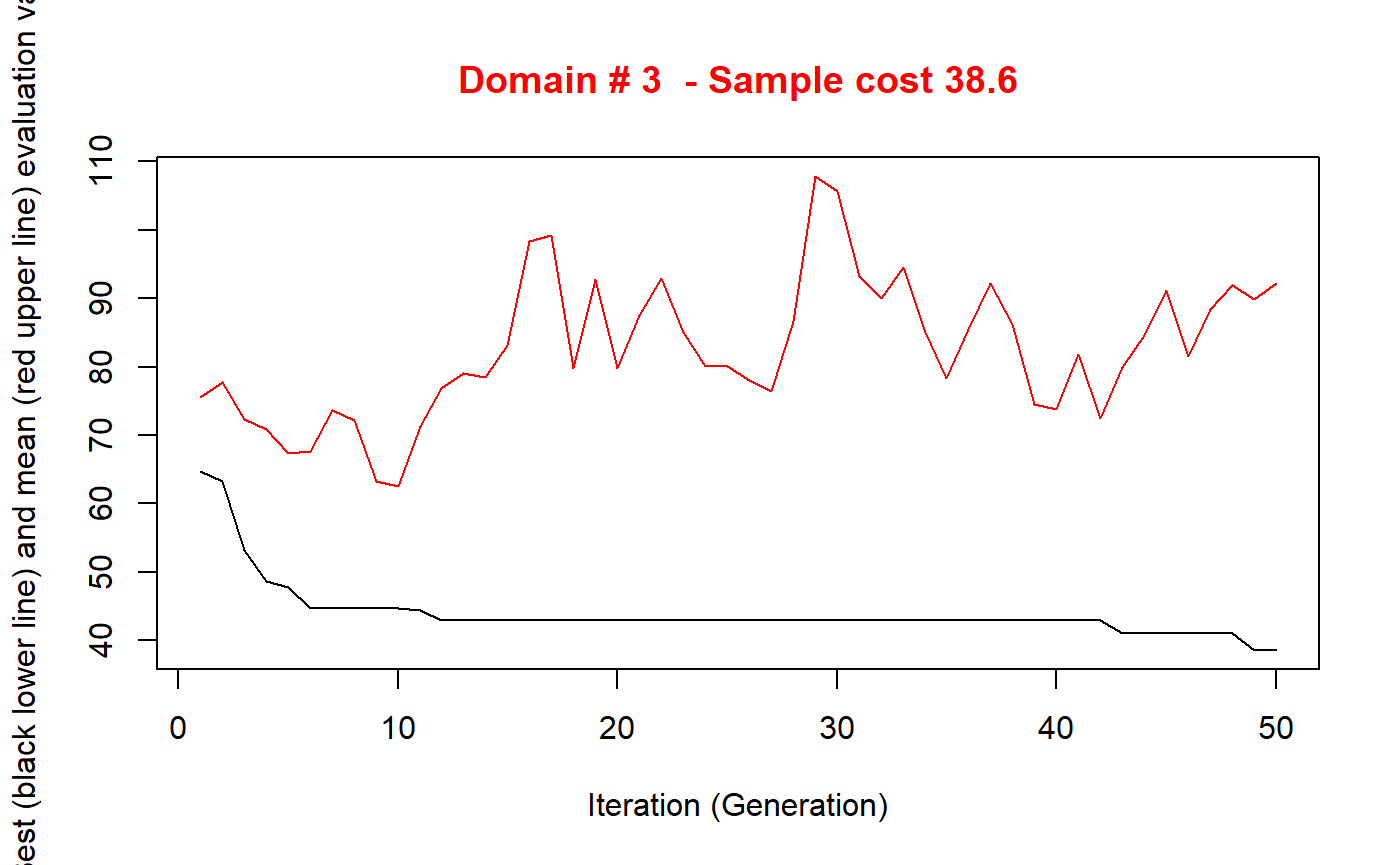 Domain # 3  - Sample cost 38.6
(black lower line) and mean (red upper line) evaluation
110
90
80
70
60
50
40
0 10 20 30 40 50
Iteration (Generation)